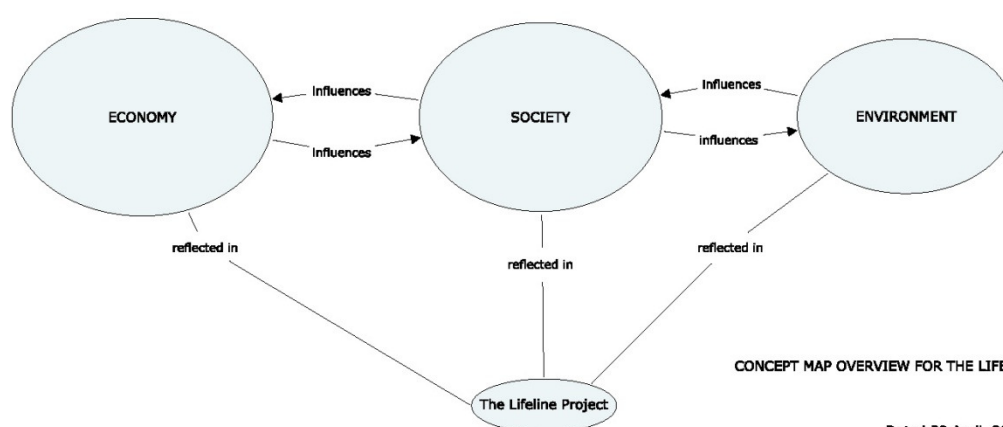 influences
influences
ECONOMY
SOCIETY
ENVIRONMENT
influences
influences
reflected in
reflected in
reflected in
CONCEPT MAP OVERVIEW FOR THE
The Lifeline Project